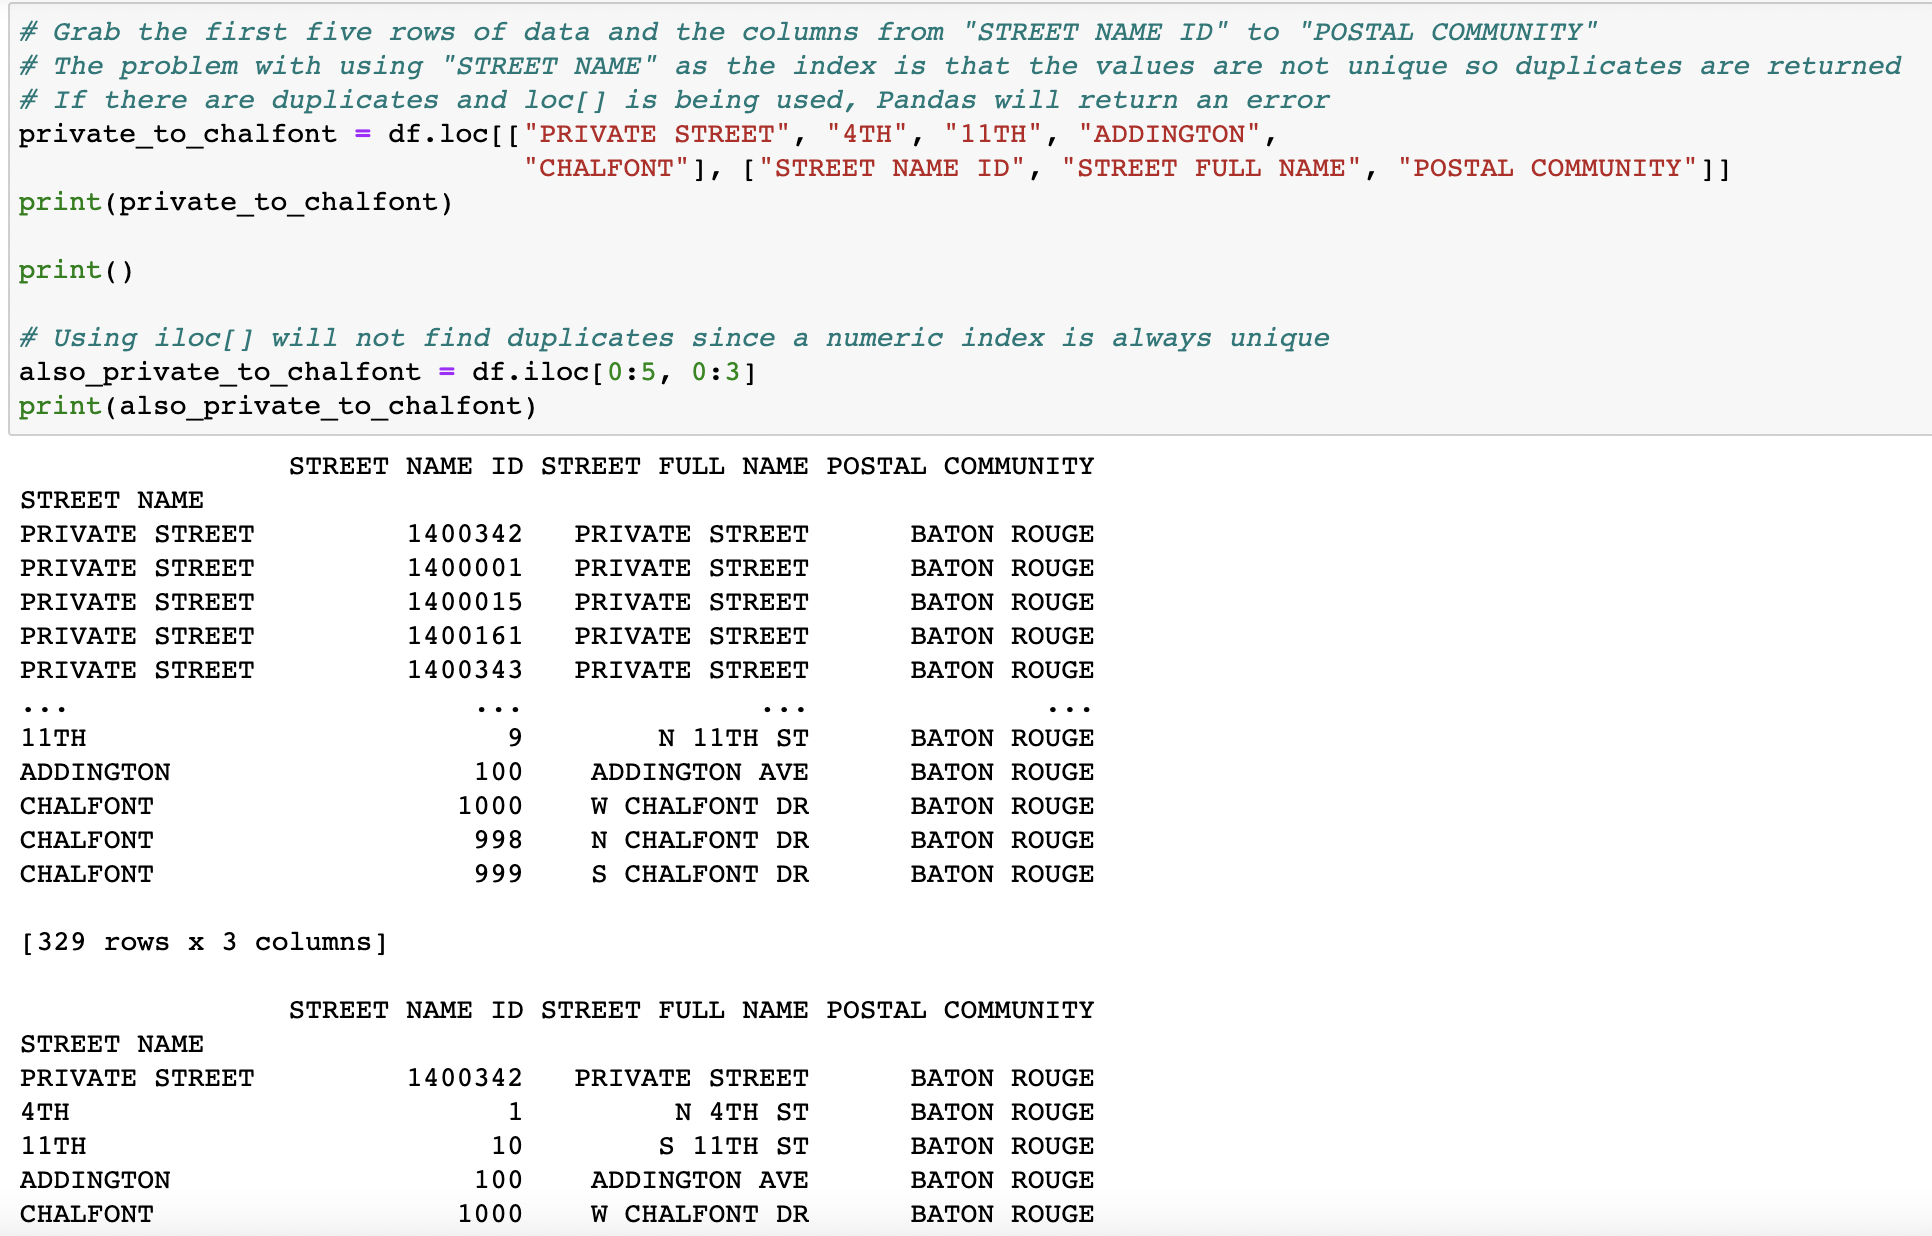 # Grab the first five rows of data and the columns from "STREET NAME ID" to "POSTAL COMMUNITY"
# The problem with using "STREET NAME" as the index is that the values are not unique so duplicates are returned
# If there are duplicates and loc[] is being used, Pandas will return an error
private_to_chalfont = df.loc[["PRIVATE STREET", "4TH", "11TH", "ADDINGTON",
                              "CHALFONT"], ["STREET NAME ID", "STREET FULL NAME", "POSTAL COMMUNITY"]]
print(private_to_chalfont)

print()

# Using iloc[] will not find duplicates since a numeric index is always unique
also_private_to_chalfont = df.iloc[0:5, 0:3]
print(also_private_to_chalfont)

                STREET NAME ID STREET FULL NAME POSTAL COMMUNITY
STREET NAME
PRIVATE STREET         1400342   PRIVATE STREET      BATON ROUGE
PRIVATE STREET         1400001   PRIVATE STREET      BATON ROUGE
PRIVATE STREET         1400015   PRIVATE STREET      BATON ROUGE
PRIVATE STREET         1400161   PRIVATE STREET      BATON ROUGE
PRIVATE STREET         1400343   PRIVATE STREET      BATON ROUGE
...                        ...              ...              ...
11TH                         9        N 11TH ST      BATON ROUGE
ADDINGTON                  100    ADDINGTON AVE      BATON ROUGE
CHALFONT                  1000    W CHALFONT DR      BATON ROUGE
CHALFONT                   998    N CHALFONT DR      BATON ROUGE
CHALFONT                   999    S CHALFONT DR      BATON ROUGE

[329 rows x 3 columns]

                STREET NAME ID STREET FULL NAME POSTAL COMMUNITY
STREET NAME
PRIVATE STREET         1400342   PRIVATE STREET      BATON ROUGE
4TH                          1         N 4TH ST      BATON ROUGE
11TH                        10        S 11TH ST      BATON ROUGE
ADDINGTON                  100    ADDINGTON AVE      BATON ROUGE
CHALFONT                  1000    W CHALFONT DR      BATON ROUGE